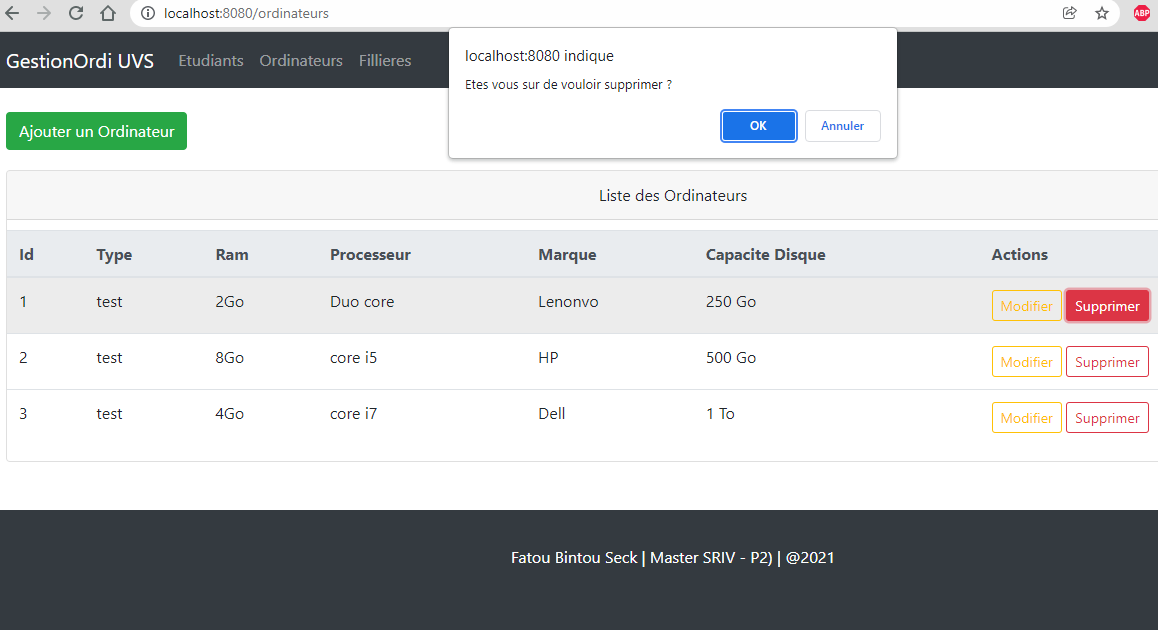 localhost:8080/ordinateurs
ABP
localhost:8080 indique
Etes vous sur de vouloir supprimer ?
OK Annuler
GestionOrdi UVS Etudiants Ordinateurs Fillieres
Ajouter un Ordinateur
Liste des Ordinateurs
Id Type Ram Processeur Marque Capacite Disque Actions
1 test 2Go Duo core Lenonvo 250 Go Modifier Supprimer
2 test 8Go core i5 HP 500 Go Modifier Supprimer
3 test 4Go core i7 Dell 1 To Modifier Supprimer
Fatou Bintou Seck | Master SRIV - P2) | @2021